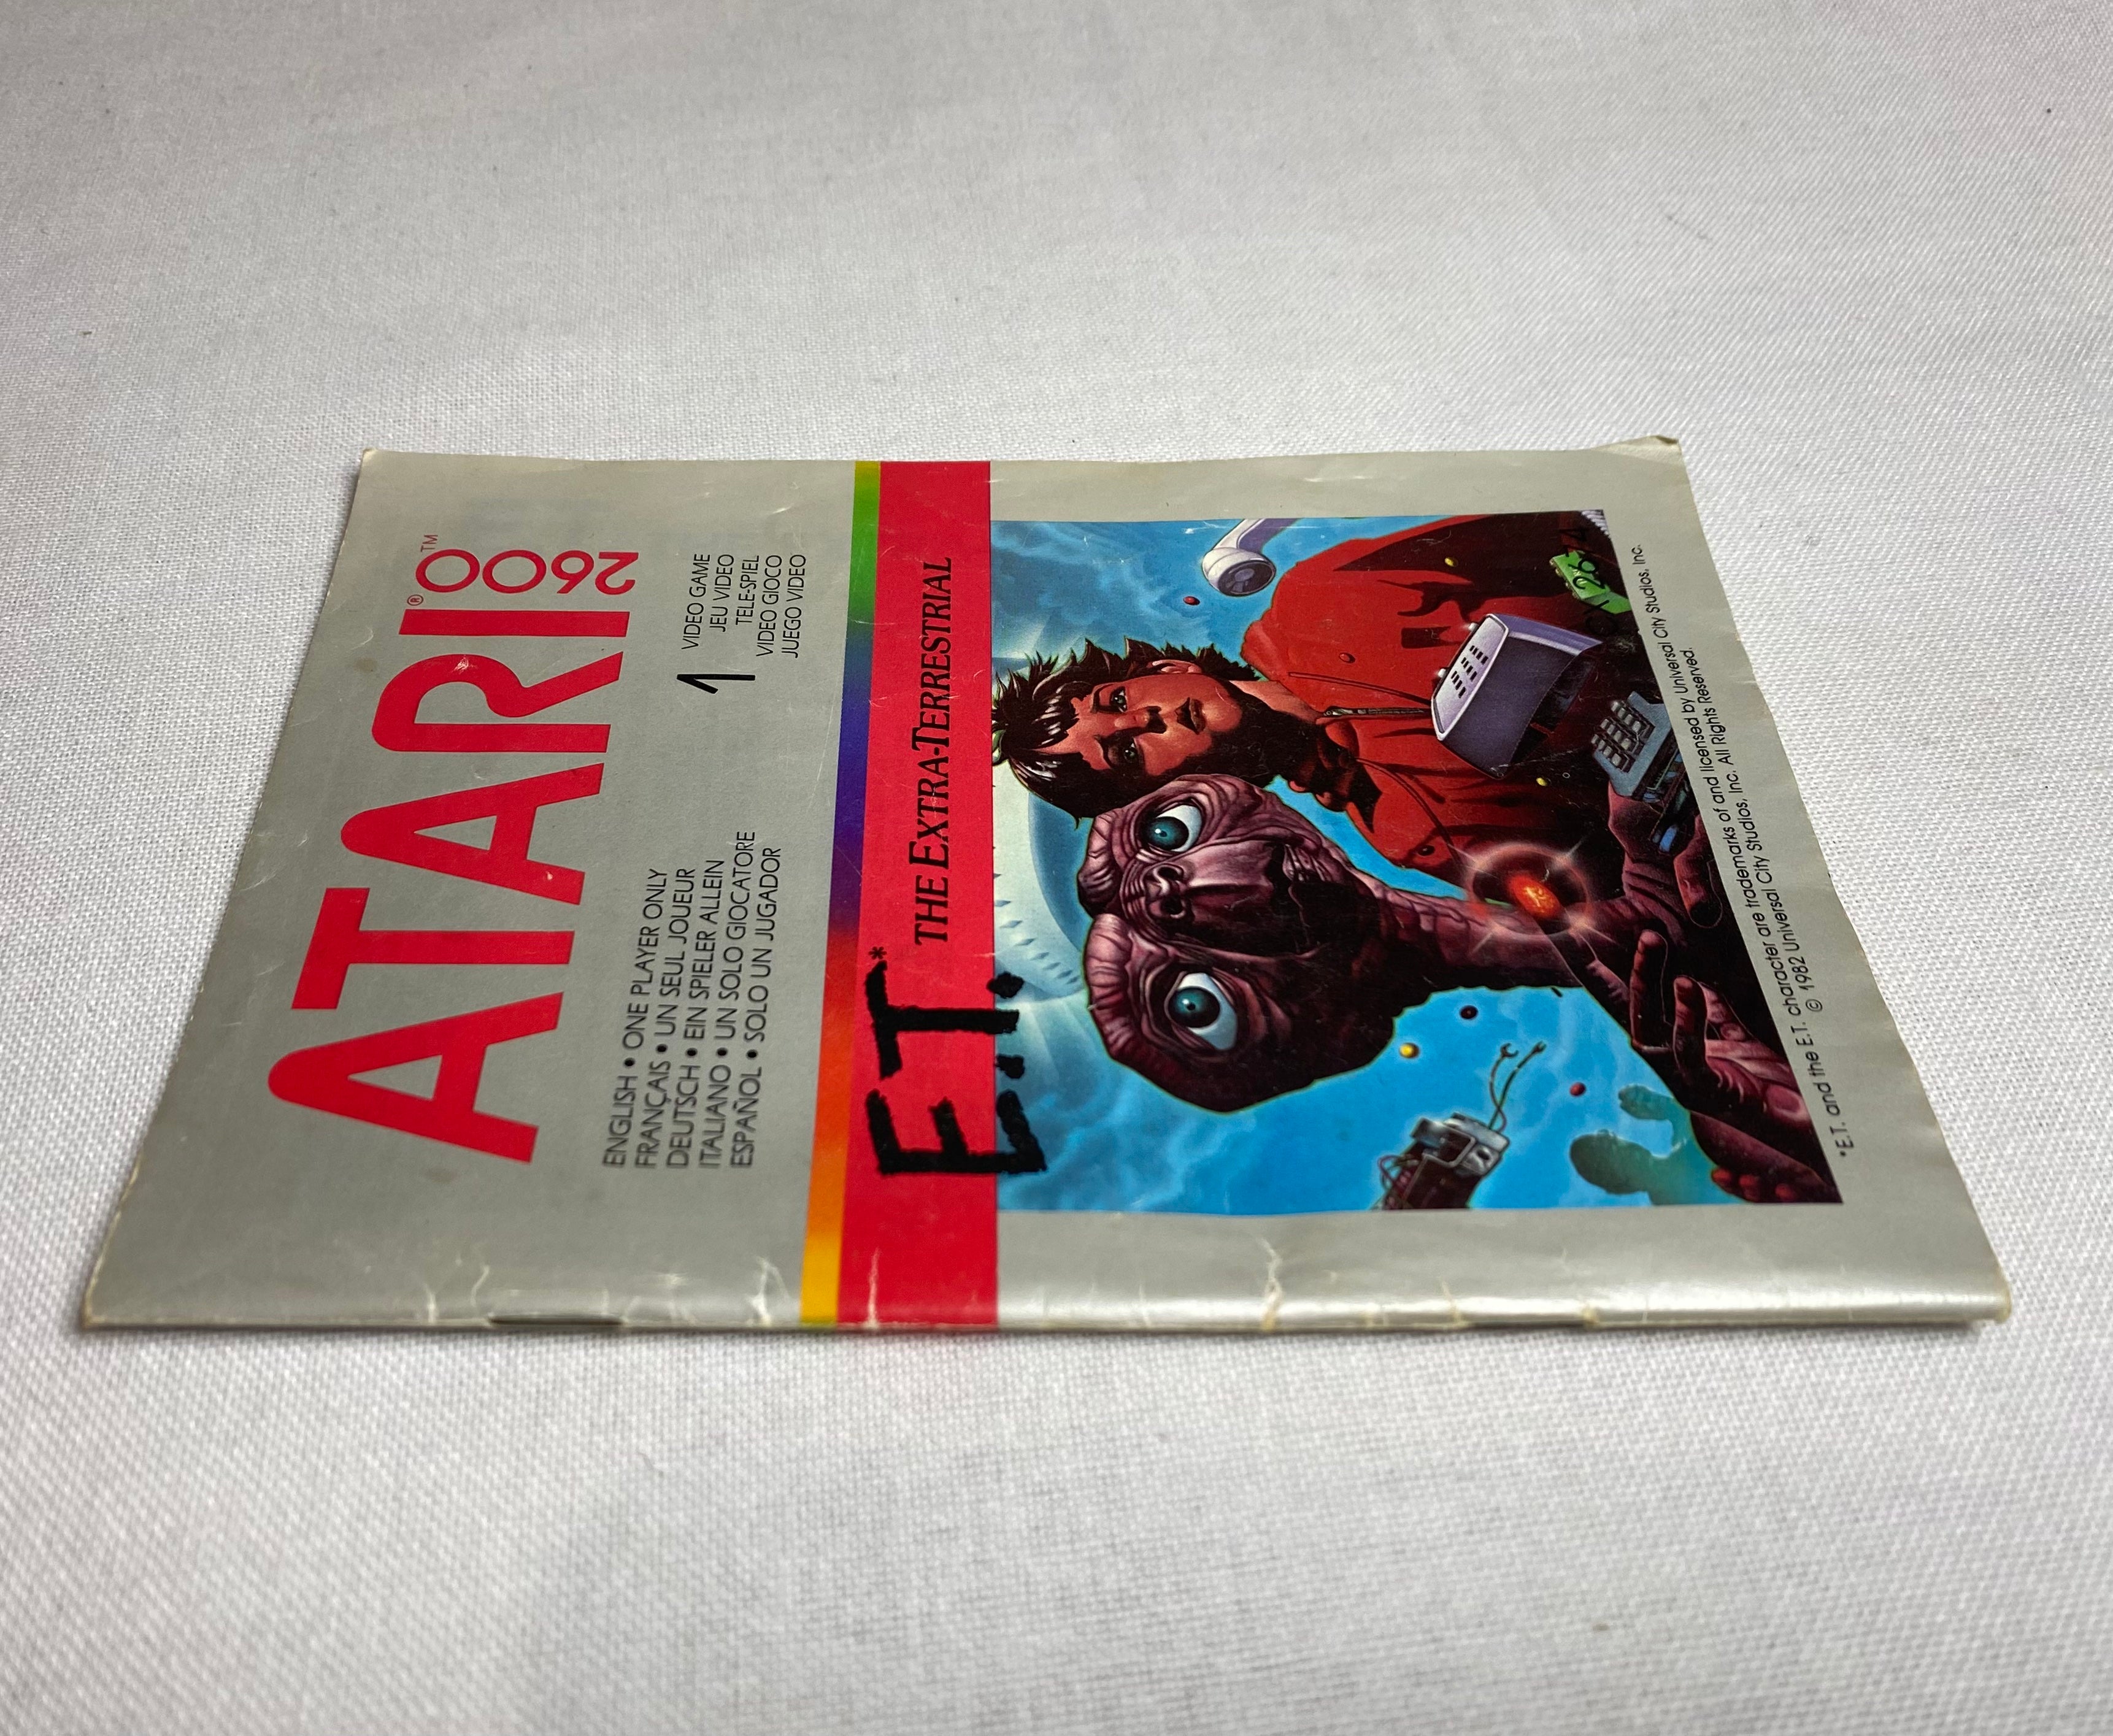 ATARI® 2600™
ENGLISH • ONE PLAYER ONLY
FRANÇAIS • UN SEUL JOUEUR
DEUTSCH • EIN SPIELER ALLEIN
ITALIANO • UN SOLO GIOCATORE
ESPAÑOL • SOLO UN JUGADOR
1
VIDEO GAME
JEU VIDEO
TELE-SPIEL
VIDEO GIOCO
JUEGO VIDEO
E.T.* THE EXTRA-TERRESTRIAL
*E.T. and the E.T. character are trademarks of and licensed by Universal City Studios, Inc.
© 1982 Universal City Studios, Inc. All Rights Reserved.